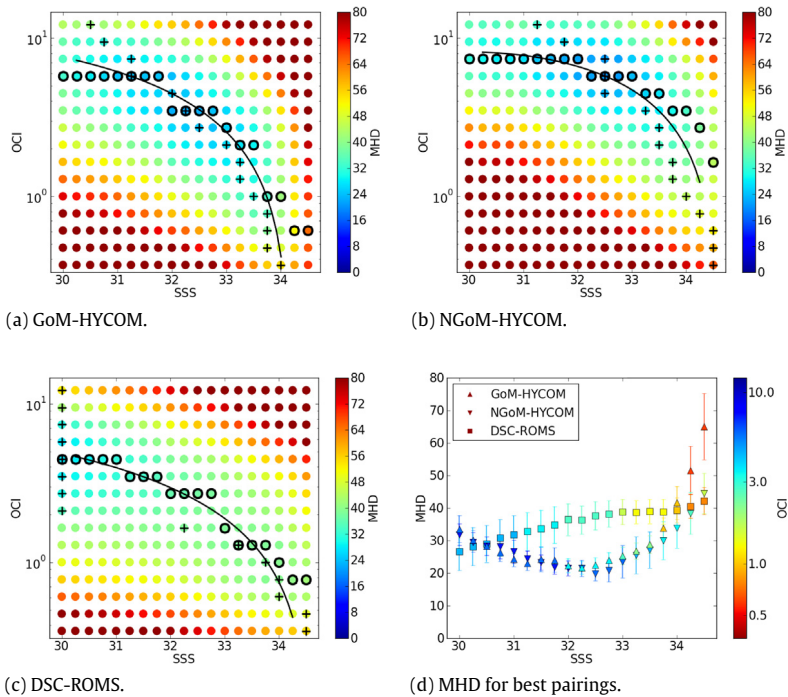 10¹
10⁰
OCI
30 31 32 33 34
SSS
80
72
64
56
48
40
32
24
16
8
0
MHD
(a) GoM-HYCOM.
10¹
10⁰
OCI
30 31 32 33 34
SSS
80
72
64
56
48
40
32
24
16
8
0
MHD
(b) NGoM-HYCOM.
10¹
10⁰
OCI
30 31 32 33 34
SSS
80
72
64
56
48
40
32
24
16
8
0
MHD
(c) DSC-ROMS.
80
70
60
50
40
30
20
10
0
MHD
GoM-HYCOM
NGoM-HYCOM
DSC-ROMS
30 31 32 33 34
SSS
10.0
3.0
1.0
0.5
OCI
(d) MHD for best pairings.